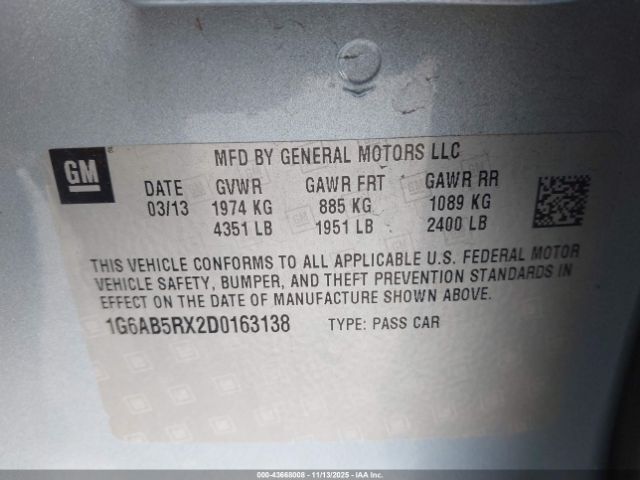 GM
MFD BY GENERAL MOTORS LLC
DATE GVWR GAWR FRT GAWR RR
03/13 1974 KG 885 KG 1089 KG
4351 LB 1951 LB 2400 LB
THIS VEHICLE CONFORMS TO ALL APPLICABLE U.S. FEDERAL MOTOR
VEHICLE SAFETY, BUMPER, AND THEFT PREVENTION STANDARDS IN
EFFECT ON THE DATE OF MANUFACTURE SHOWN ABOVE.
1G6AB5RX2D0163138 TYPE: PASS CAR
000-43668008 - 11/13/2025 - IAA, Inc.